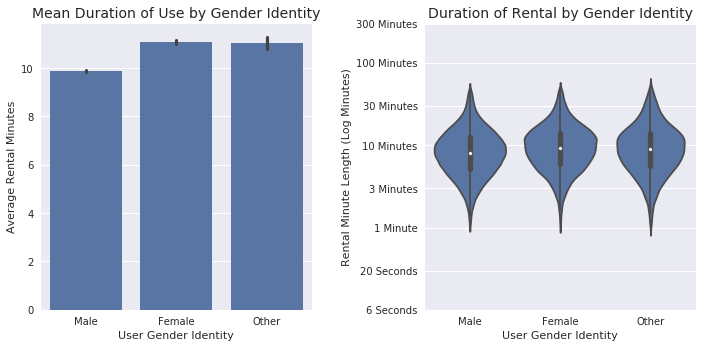 Mean Duration of Use by Gender Identity
Average Rental Minutes
10
8
6
4
2
0
Male Female Other
User Gender Identity
Duration of Rental by Gender Identity
Rental Minute Length (Log Minutes)
300 Minutes
100 Minutes
30 Minutes
10 Minutes
3 Minutes
1 Minute
20 Seconds
6 Seconds
Male Female Other
User Gender Identity